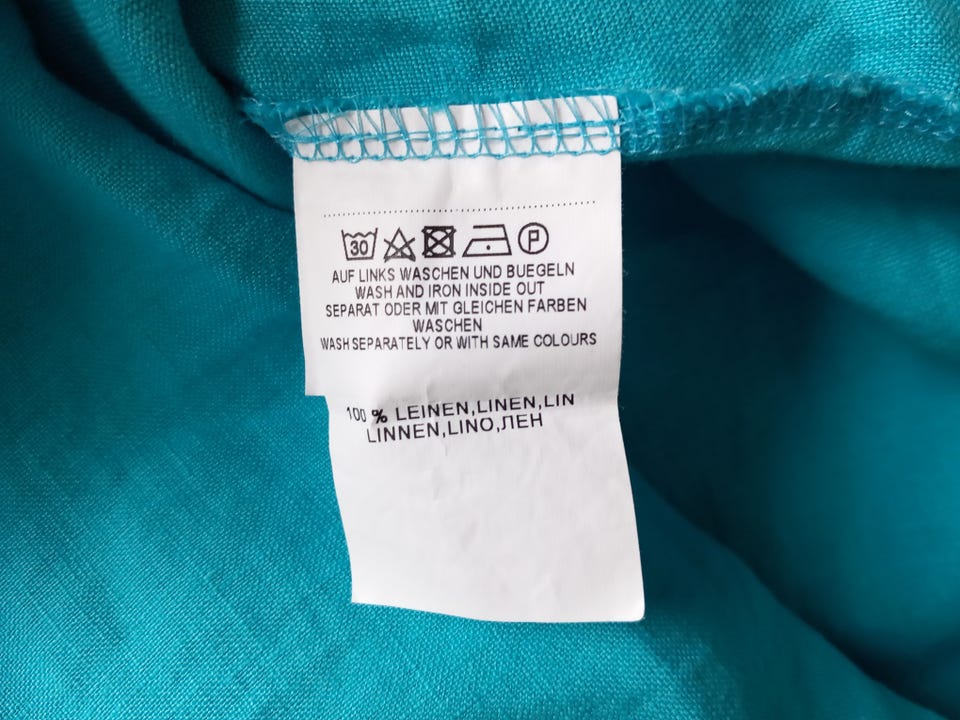 30 P
AUF LINKS WASCHEN UND BUEGELN
WASH AND IRON INSIDE OUT
SEPARAT ODER MIT GLEICHEN FARBEN
WASCHEN
WASH SEPARATELY OR WITH SAME COLOURS
100 % LEINEN,LINEN,LIN
LINNEN,LINO,ЛЕН